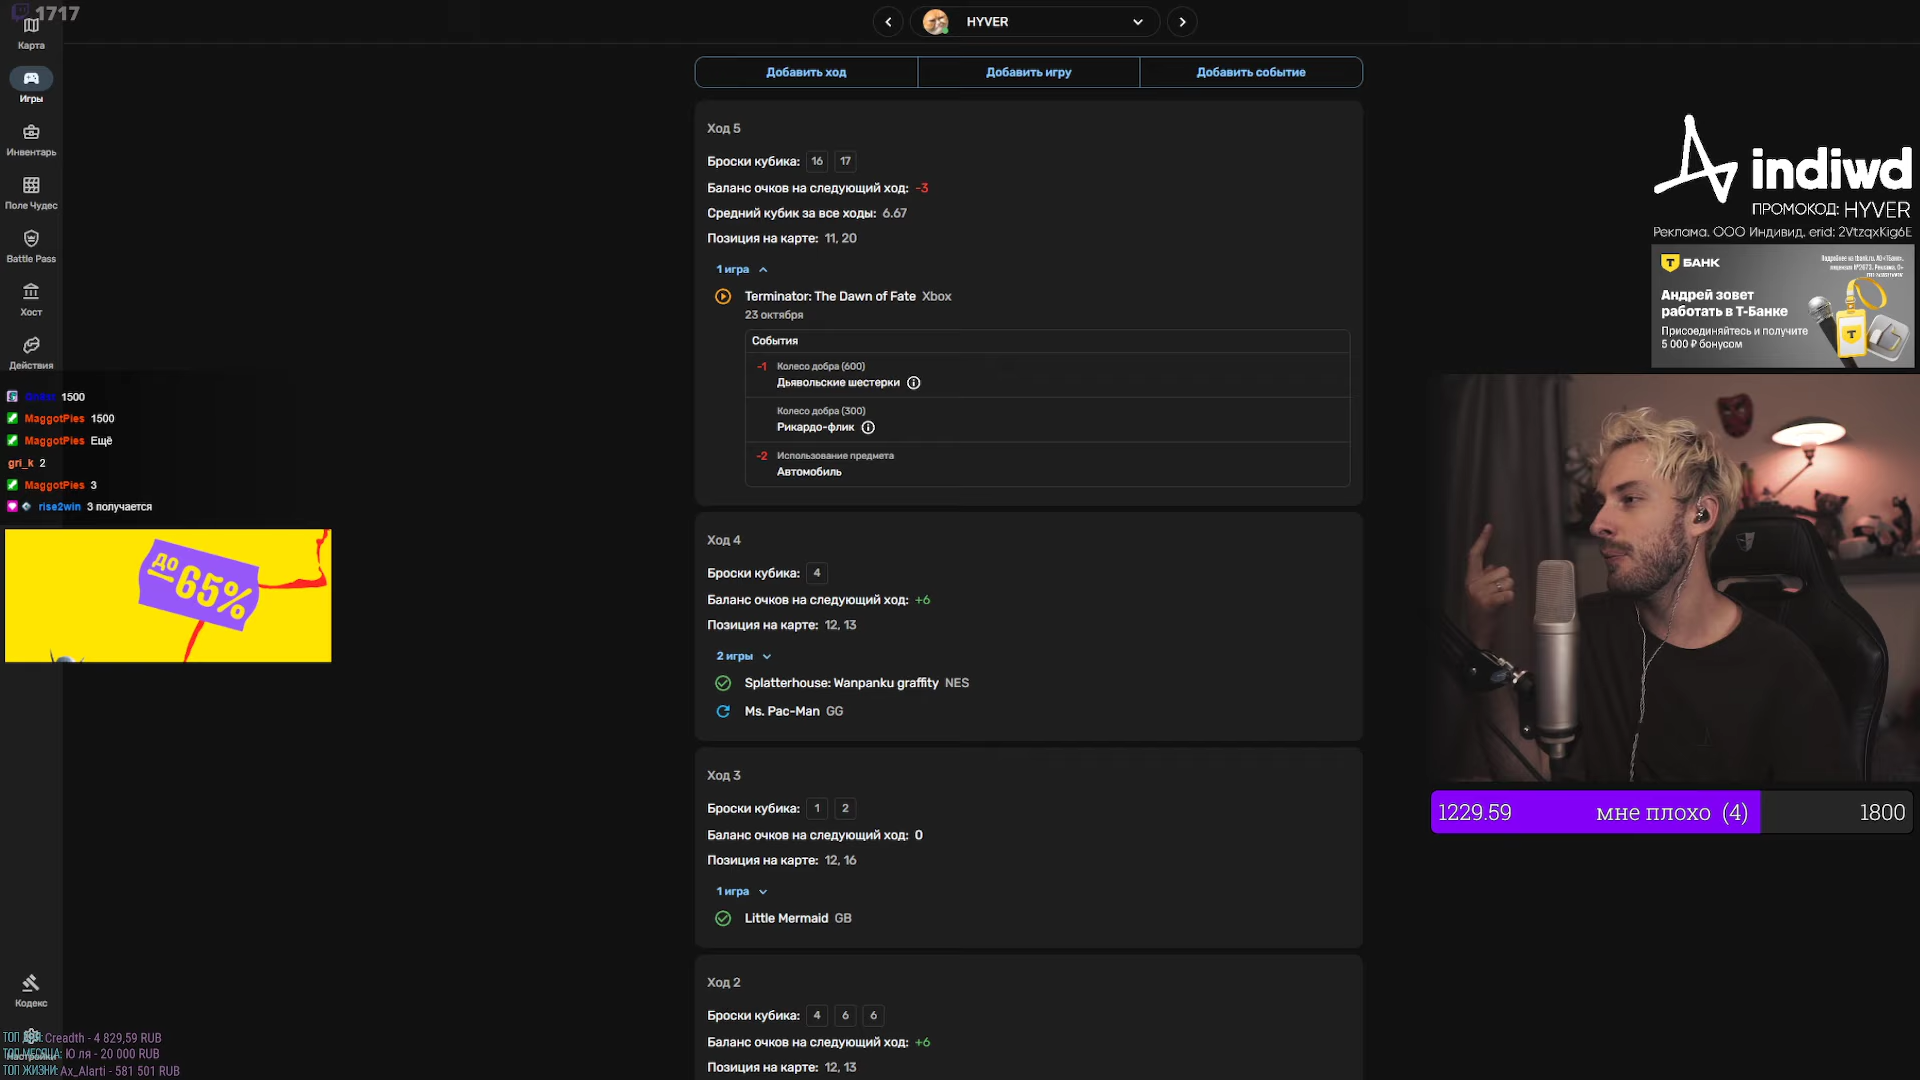 1717
Карта
Игры
Инвентарь
Поле Чудес
Battle Pass
Хост
Действия
HYVER
Добавить ход
Добавить игру
Добавить событие
Ход 5
Броски кубика: 16 17
Баланс очков на следующий ход: -3
Средний кубик за все ходы: 6.67
Позиция на карте: 11, 20
1 игра
Terminator: The Dawn of Fate Xbox
23 октября
События
-1 Колесо добра (600)
Дьявольские шестерки
Колесо добра (300)
Рикардо-флик
-2 Использование предмета
Автомобиль
Ход 4
Броски кубика: 4
Баланс очков на следующий ход: +6
Позиция на карте: 12, 13
2 игры
Splatterhouse: Wanpanku graffity NES
Ms. Pac-Man GG
Ход 3
Броски кубика: 1 2
Баланс очков на следующий ход: 0
Позиция на карте: 12, 16
1 игра
Little Mermaid GB
Ход 2
Броски кубика: 4 6 6
Баланс очков на следующий ход: +6
Позиция на карте: 12, 13
1500
MaggotPies 1500
MaggotPies Ещё
gri_k 2
MaggotPies 3
rise2win 3 получается
до
65%
Кодекс
Настройки
Creadth - 4 829,59 RUB
ТОП МЕСЯЦА: Ю ля - 20 000 RUB
ТОП ЖИЗНИ: Ax_Alarti - 581 501 RUB
indiwd
ПРОМОКОД: HYVER
Реклама. ООО Индивид. erid: 2VtzqxKig6E
Т БАНК
Андрей зовет
работать в Т-Банке
Присоединяйтесь и получите
5 000 ₽ бонусом
1229.59 мне плохо (4) 1800